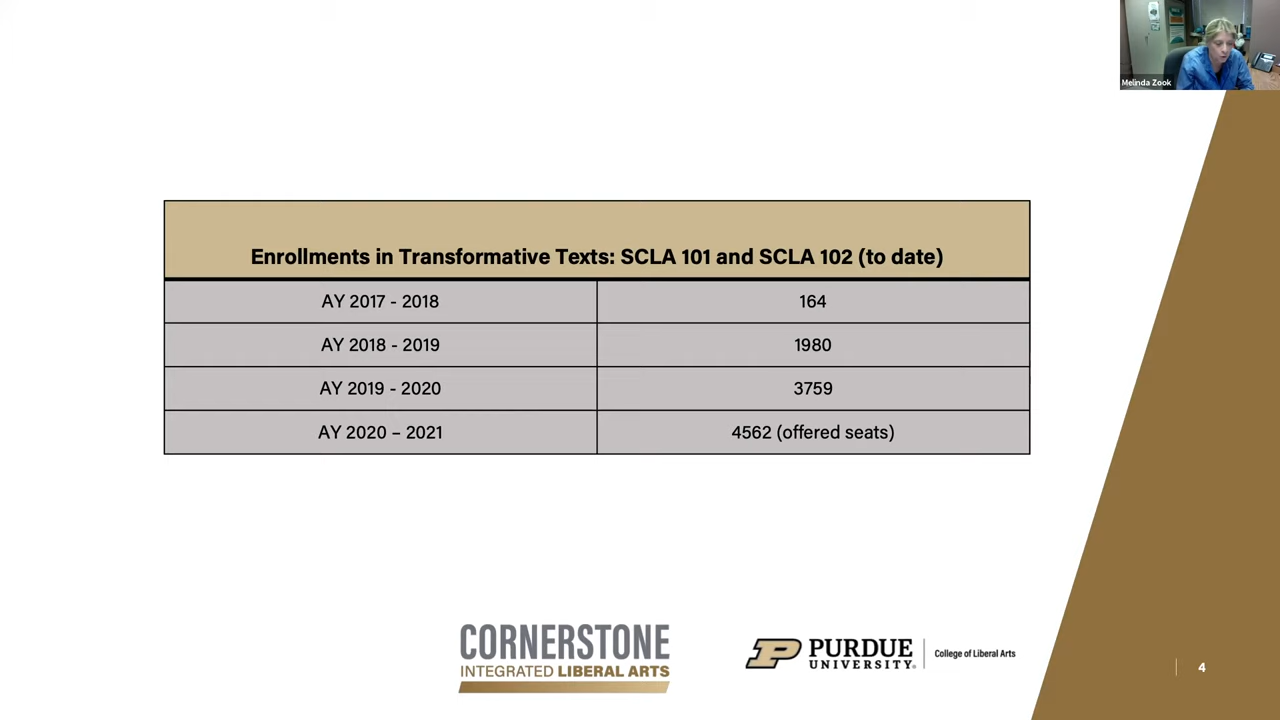 Melinda Zook
Enrollments in Transformative Texts: SCLA 101 and SCLA 102 (to date)
AY 2017 - 2018 164
AY 2018 - 2019 1980
AY 2019 - 2020 3759
AY 2020 – 2021 4562 (offered seats)
CORNERSTONE
INTEGRATED LIBERAL ARTS
P PURDUE
UNIVERSITY®
College of Liberal Arts
4